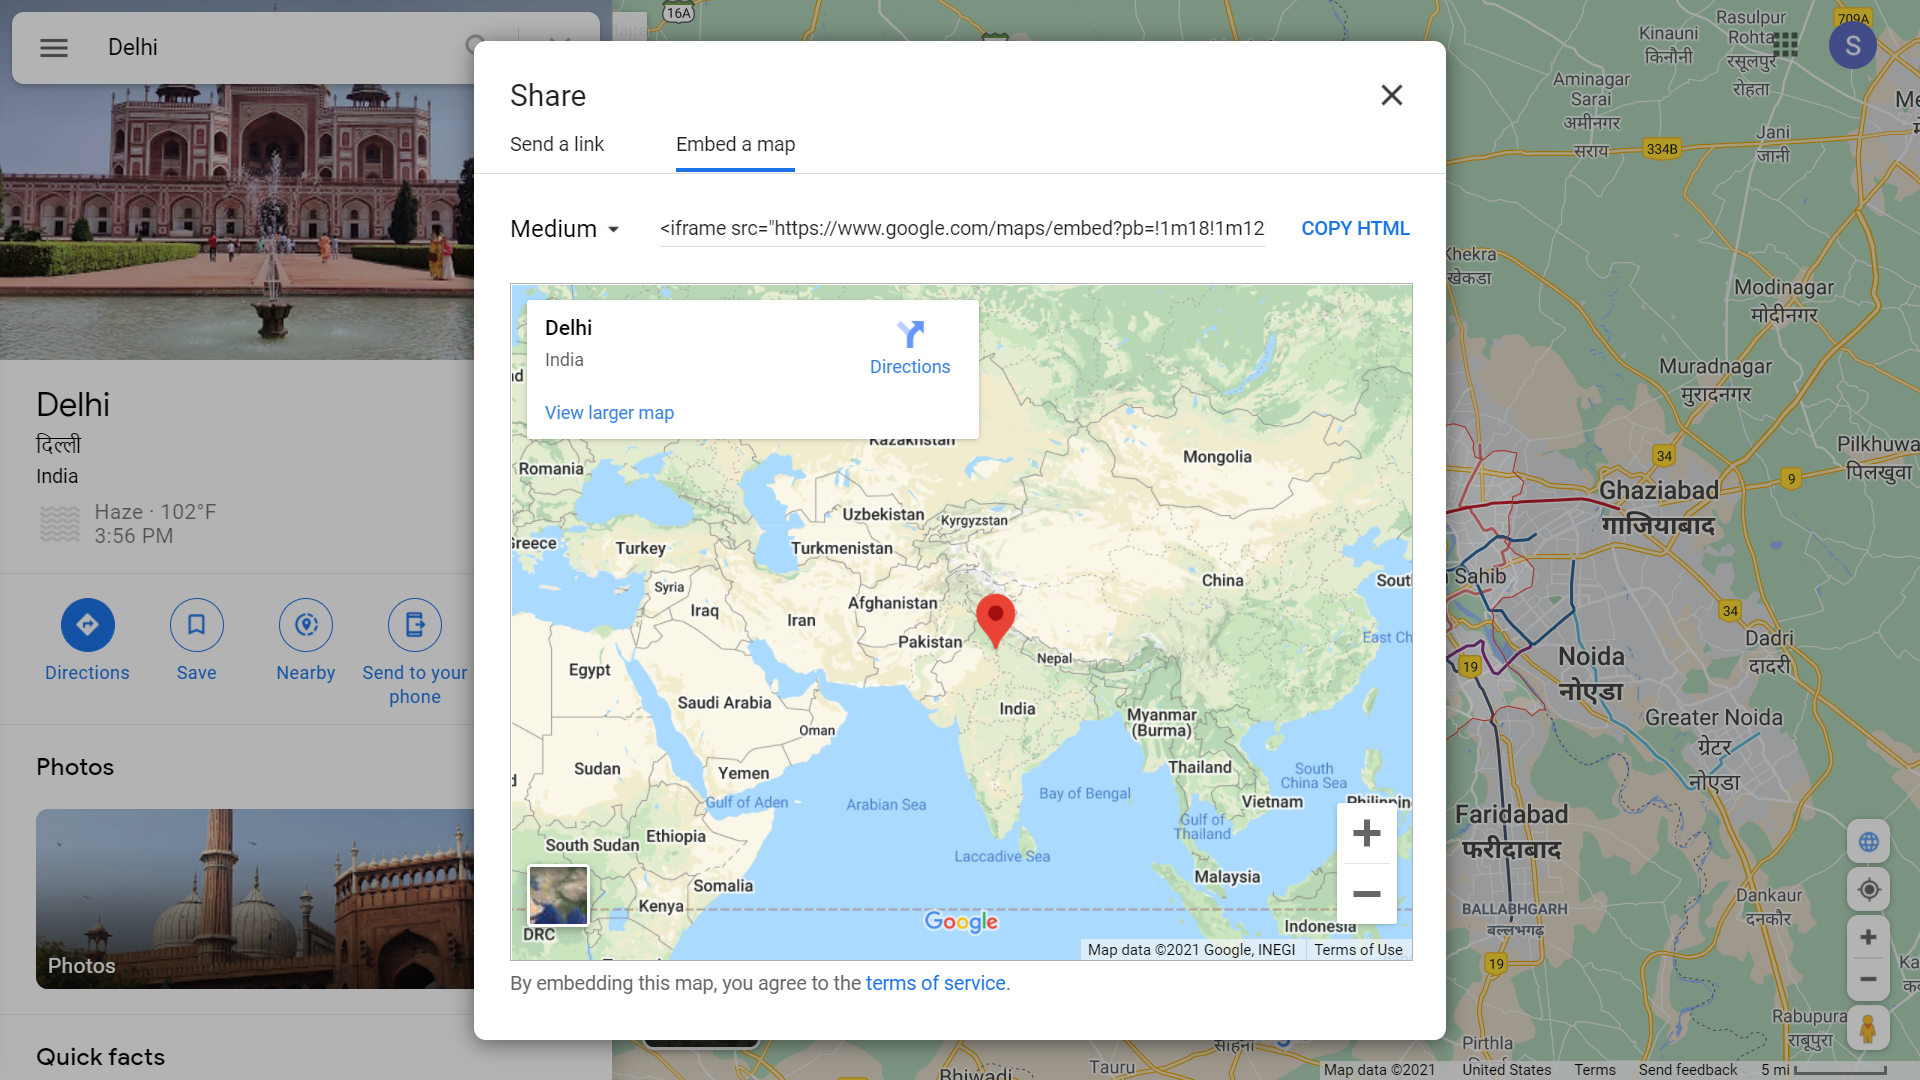 Delhi
Delhi
दिल्ली
India
Haze · 102°F
3:56 PM
Directions
Save
Nearby
Send to your
phone
Photos
Photos
Quick facts
Share
Send a link
Embed a map
Medium
<iframe src="https://www.google.com/maps/embed?pb=!1m18!1m12
COPY HTML
Delhi
India
Directions
View larger map
Kazakhstan
Romania
Mongolia
Uzbekistan
Kyrgyzstan
Greece
Turkey
Turkmenistan
Syria
China
Iraq
Afghanistan
Iran
Pakistan
East Ch
Nepal
Egypt
Saudi Arabia
India
Myanmar
(Burma)
Oman
Sudan
Yemen
Thailand
South
China Sea
Gulf of Aden
Arabian Sea
Bay of Bengal
Vietnam
Philippin
Gulf of
Thailand
Ethiopia
South Sudan
Laccadive Sea
Malaysia
Somalia
Kenya
Google
Indonesia
DRC
Map data ©2021 Google, INEGI
Terms of Use
By embedding this map, you agree to the terms of service.
16A
709A
S
Rasulpur
Rohta
रसूलपुर
रोहता
Kinauni
किनौनी
Aminagar
Sarai
अमीनगर
सराय
Jani
जानी
334B
Khekra
खेकडा
Modinagar
मोदीनगर
Muradnagar
मुरादनगर
Pilkhuwa
पिलखुवा
34
9
Ghaziabad
गाजियाबाद
Sahib
34
Dadri
दादरी
19
Noida
नोएडा
Greater Noida
ग्रेटर
नोएडा
Faridabad
फरीदाबाद
Dankaur
दनकौर
BALLABHGARH
बल्लभगढ़
19
Rabupura
राबूपुरा
Pirthla
Tauru
Bhiwadi
Map data ©2021
United States
Terms
Send feedback
5 mi